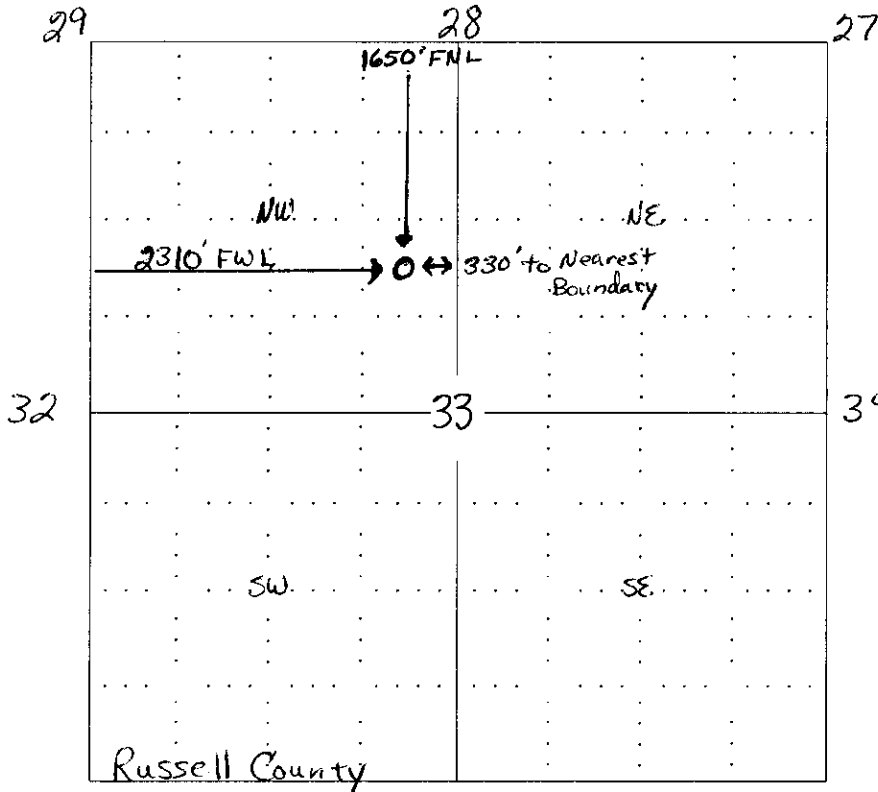 29 28 27
1650' FNL
NW NE
2310' FWL 330' to Nearest
Boundary
32 33
SW SE
Russell County